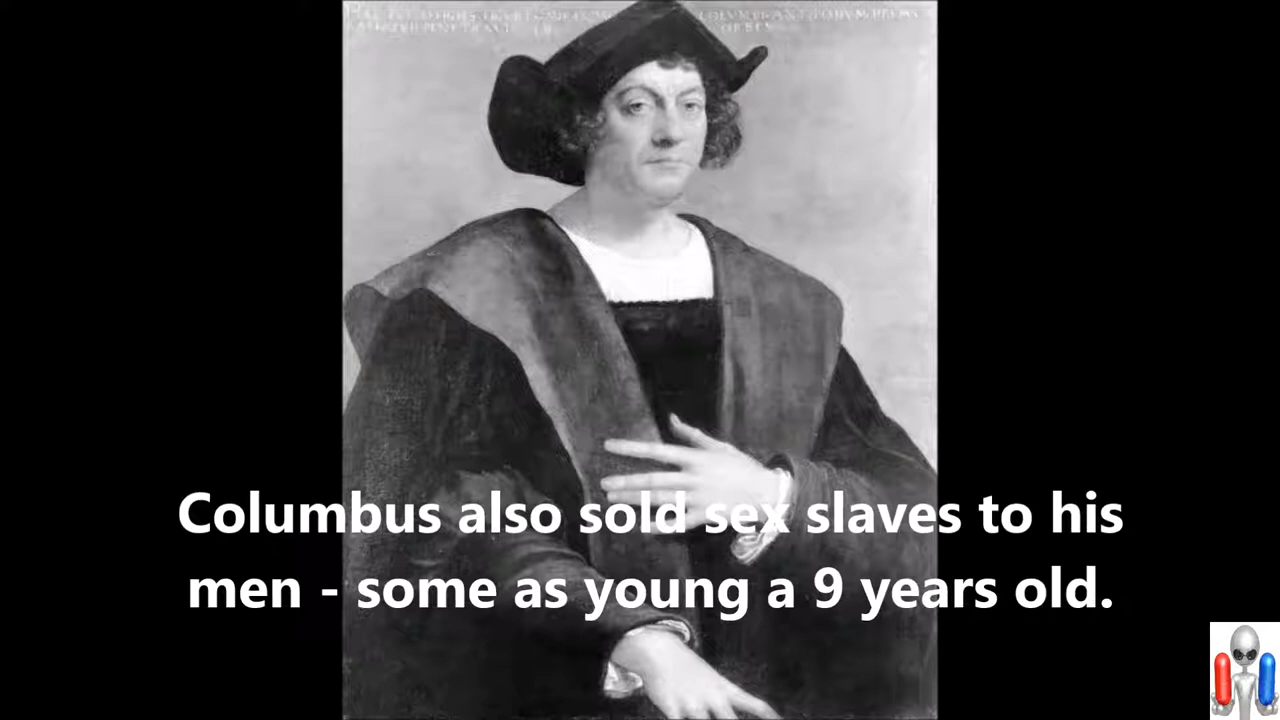 Columbus also sold sex slaves to his
men - some as young a 9 years old.